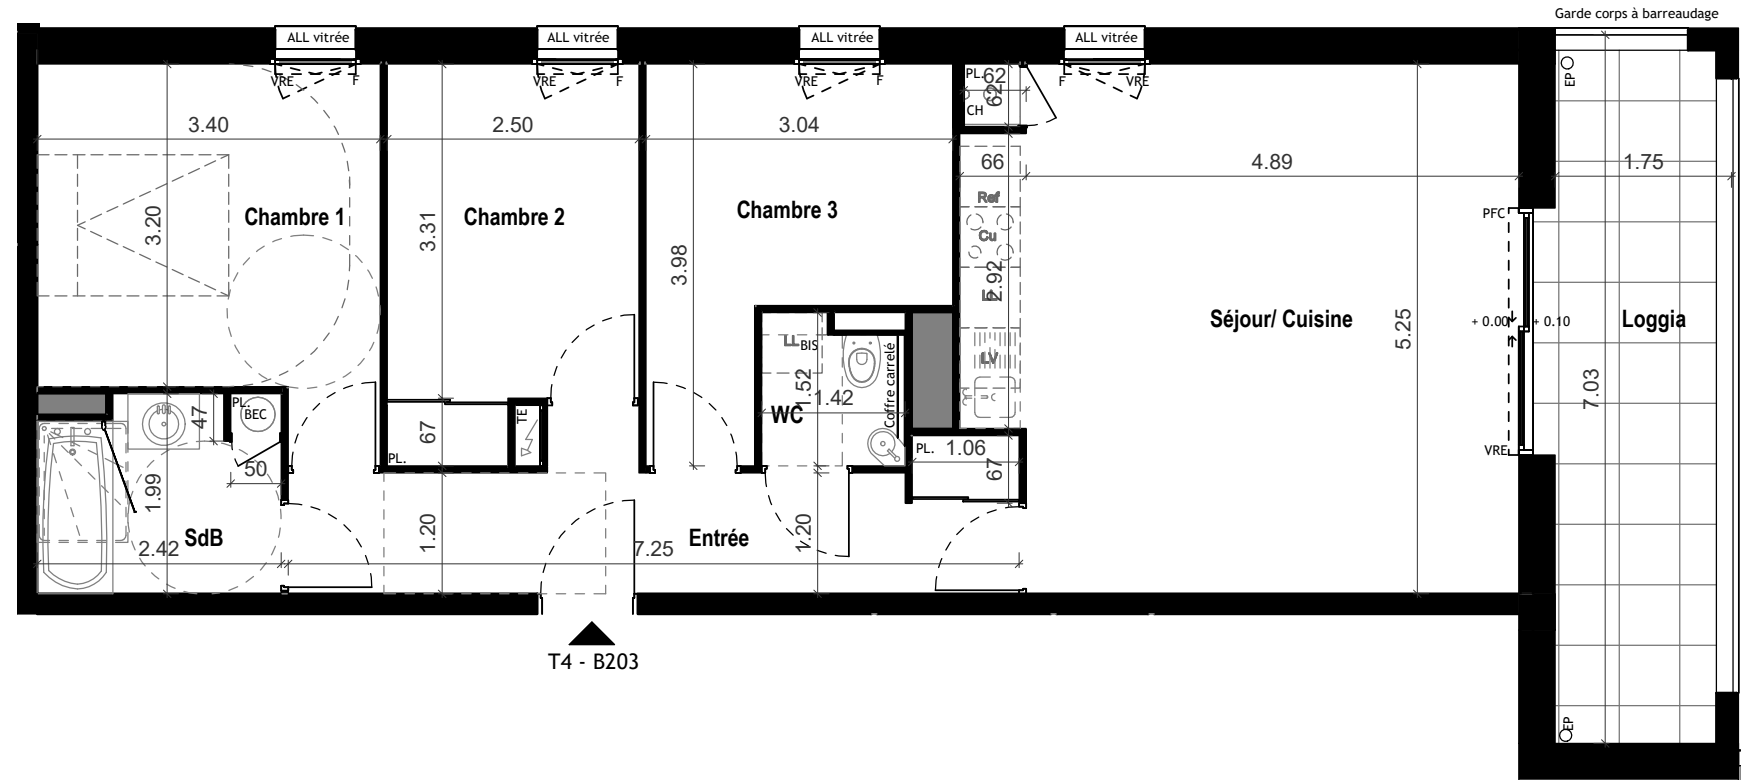 Garde corps à barreaudage
ALL vitrée
ALL vitrée
ALL vitrée
ALL vitrée
VRE
F
VRE
F
VRE
F
F
VRE
PL.
62
62
CH
EP
3.40
2.50
3.04
66
4.89
1.75
Ref
Cu
2.92
LV
Chambre 1
Chambre 2
Chambre 3
3.20
3.31
3.98
PFC
Séjour/ Cuisine
5.25
+ 0.00
+ 0.10
Loggia
7.03
VRE
LL
BIS
1.52
1.42
WC
Coffre carrelé
47
PL.
BEC
50
PL.
67
TE
PL.
1.06
67
1.99
SdB
2.42
1.20
7.25
Entrée
1.20
T4 - B203
EP